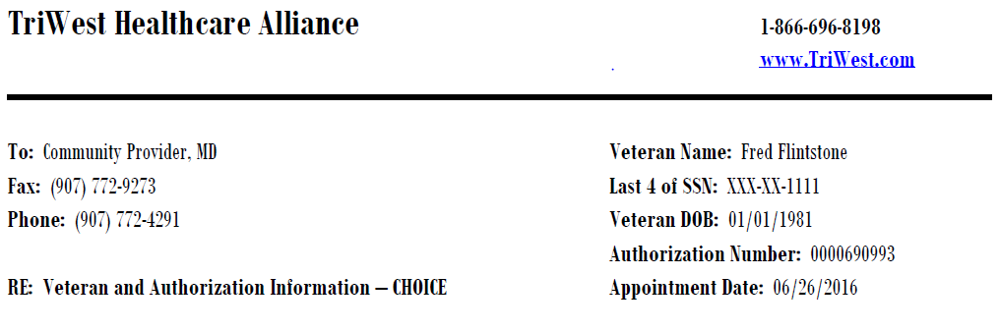 TriWest Healthcare Alliance
1-866-696-8198
www.TriWest.com
To: Community Provider, MD
Fax: (907) 772-9273
Phone: (907) 772-4291
RE: Veteran and Authorization Information – CHOICE
Veteran Name: Fred Flintstone
Last 4 of SSN: XXX-XX-1111
Veteran DOB: 01/01/1981
Authorization Number: 0000690993
Appointment Date: 06/26/2016